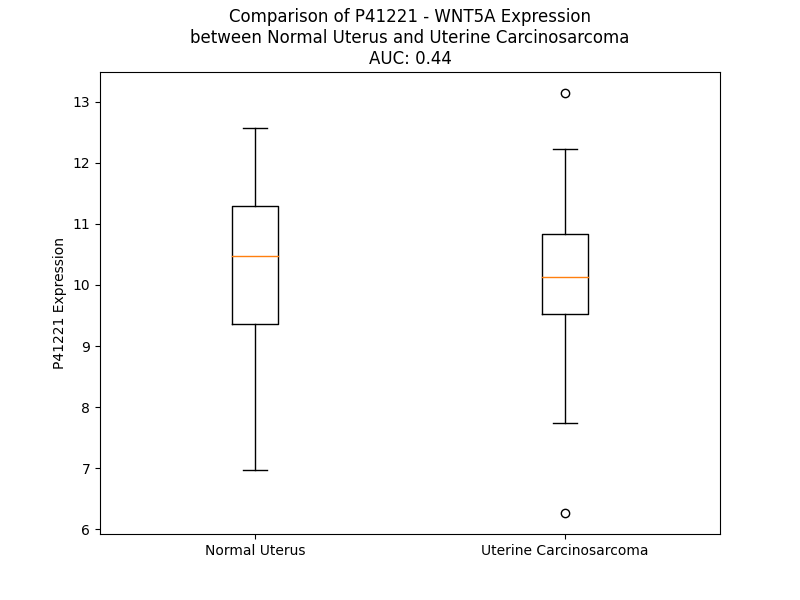 Comparison of P41221 - WNT5A Expression
between Normal Uterus and Uterine Carcinosarcoma
AUC: 0.44
P41221 Expression
13
12
11
10
9
8
7
6
Normal Uterus
Uterine Carcinosarcoma